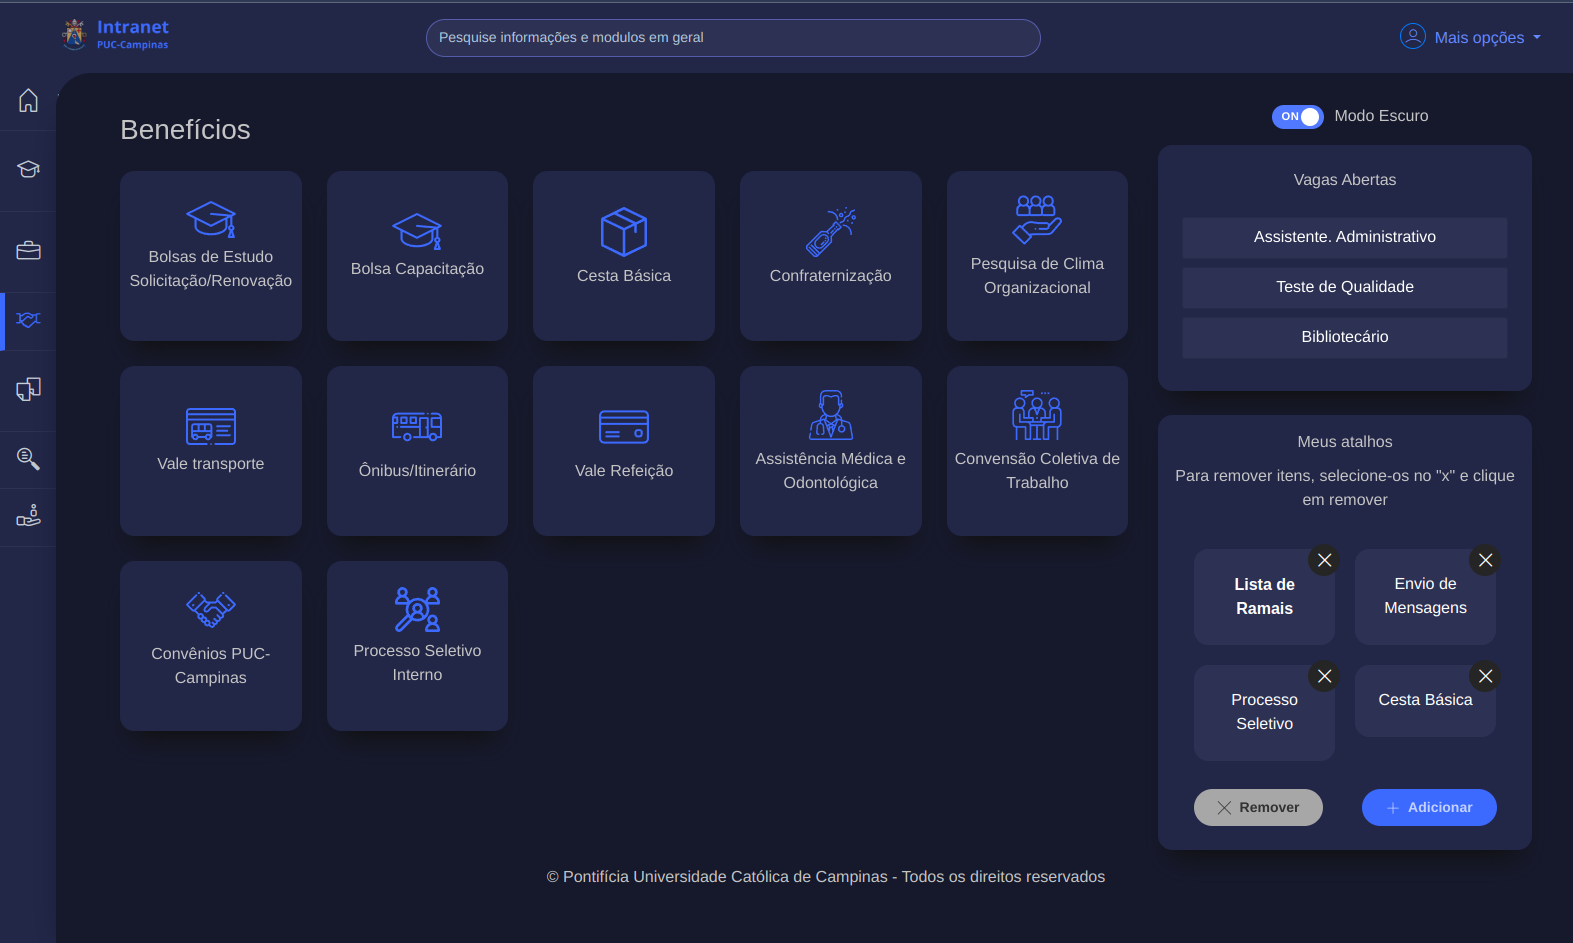 Intranet
PUC-Campinas
Pesquise informações e modulos em geral
Mais opções
Benefícios
ON
Modo Escuro
Bolsas de Estudo
Solicitação/Renovação
Bolsa Capacitação
Cesta Básica
Confraternização
Pesquisa de Clima
Organizacional
Vale transporte
Ônibus/Itinerário
Vale Refeição
Assistência Médica e
Odontológica
Convensão Coletiva de
Trabalho
Convênios PUC-
Campinas
Processo Seletivo
Interno
Vagas Abertas
Assistente. Administrativo
Teste de Qualidade
Bibliotecário
Meus atalhos
Para remover itens, selecione-os no "x" e clique
em remover
Lista de
Ramais
Envio de
Mensagens
Processo
Seletivo
Cesta Básica
Remover
Adicionar
© Pontifícia Universidade Católica de Campinas - Todos os direitos reservados